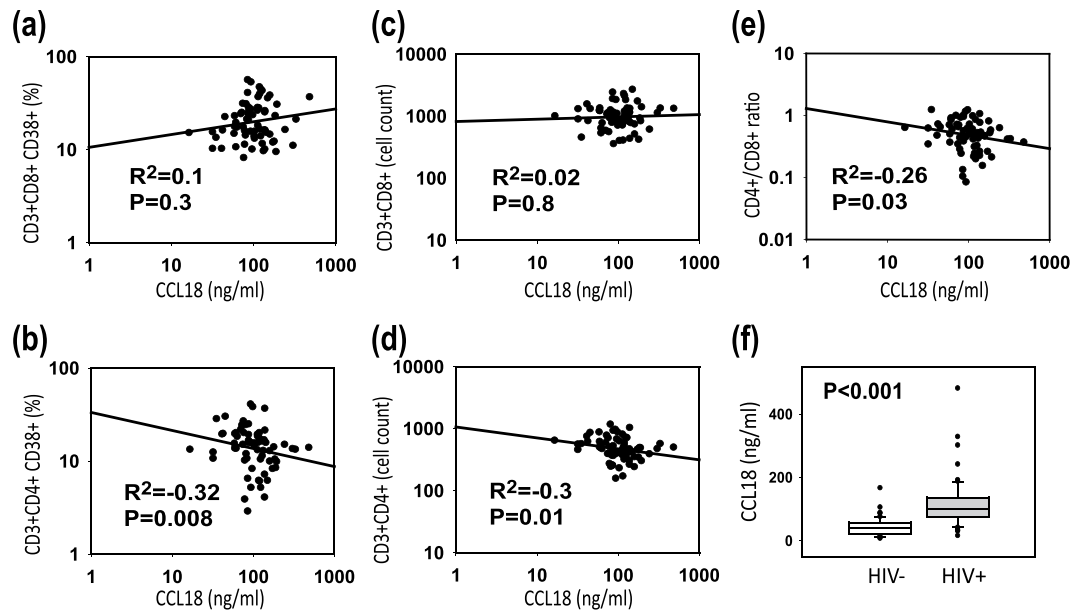 (a)
100
10
1
CD3+CD8+ CD38+ (%)
R²=0.1
P=0.3
1 10 100 1000
CCL18 (ng/ml)
(c)
10000
1000
100
10
CD3+CD8+ (cell count)
R²=0.02
P=0.8
1 10 100 1000
CCL18 (ng/ml)
(e)
10
1
0.1
0.01
CD4+/CD8+ ratio
R²=-0.26
P=0.03
1 10 100 1000
CCL18 (ng/ml)
(b)
100
10
1
CD3+CD4+ CD38+ (%)
R²=-0.32
P=0.008
1 10 100 1000
CCL18 (ng/ml)
(d)
10000
1000
100
10
CD3+CD4+ (cell count)
R²=-0.3
P=0.01
1 10 100 1000
CCL18 (ng/ml)
(f)
P<0.001
400
200
0
CCL18 (ng/ml)
HIV- HIV+